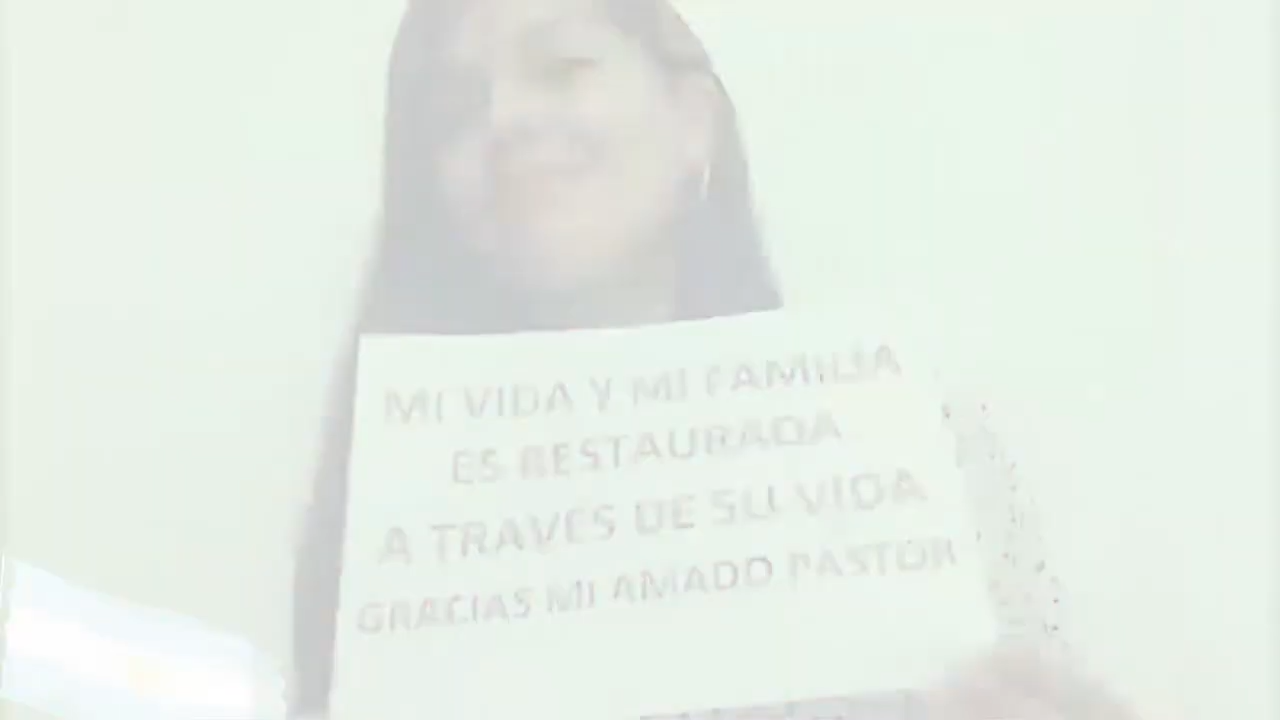 MI VIDA Y MI FAMILIA
ES RESTAURADA
A TRAVES DE SU VIDA
GRACIAS MI AMADO PASTOR